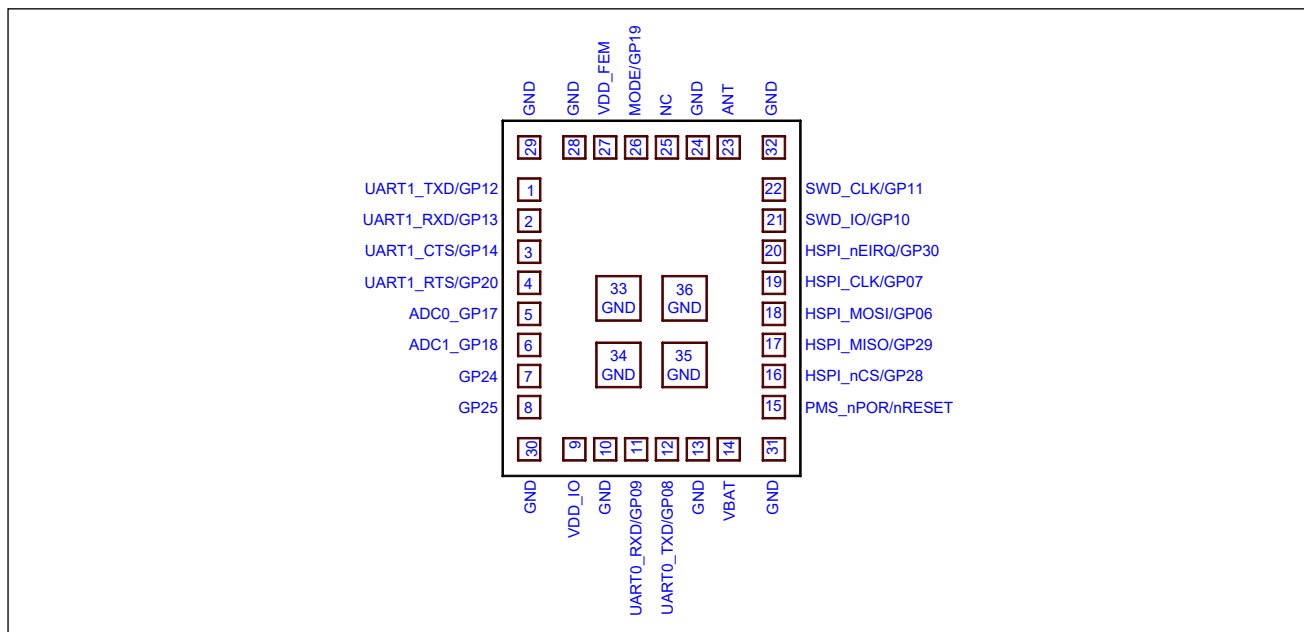 GND
GND
VDD_FEM
MODE/GP19
NC
GND
ANT
GND
29
28
27
26
25
24
23
32
UART1_TXD/GP12 1
22 SWD_CLK/GP11
UART1_RXD/GP13 2
21 SWD_IO/GP10
UART1_CTS/GP14 3
20 HSPI_nEIRQ/GP30
UART1_RTS/GP20 4
19 HSPI_CLK/GP07
33
GND
36
GND
ADC0_GP17 5
18 HSPI_MOSI/GP06
ADC1_GP18 6
17 HSPI_MISO/GP29
34
GND
35
GND
GP24 7
16 HSPI_nCS/GP28
GP25 8
15 PMS_nPOR/nRESET
30
9
10
11
12
13
14
31
GND
VDD_IO
GND
UART0_RXD/GP09
UART0_TXD/GP08
GND
VBAT
GND